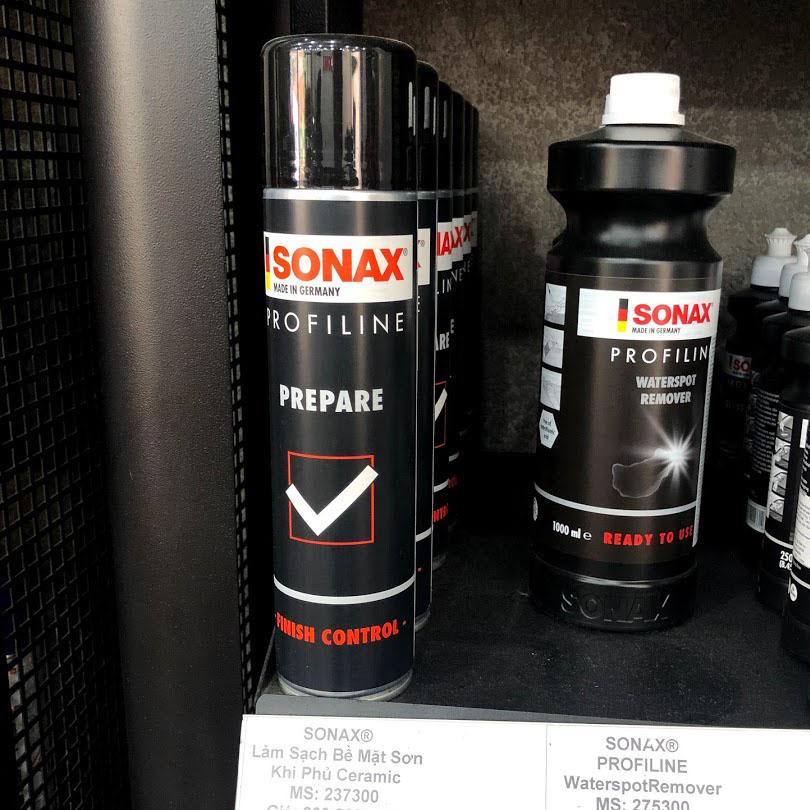 SONAX®
MADE IN GERMANY
PROFILINE
PREPARE
FINISH CONTROL
SONAX
MADE IN GERMANY
PROFILIN
WATERSPOT
REMOVER
1000 ml e READY TO USE
SONAX
SONAX®
Làm Sạch Bề Mặt Sơn
Khi Phủ Ceramic
MS: 237300
SONAX®
PROFILINE
WaterspotRemover
MS: 275300